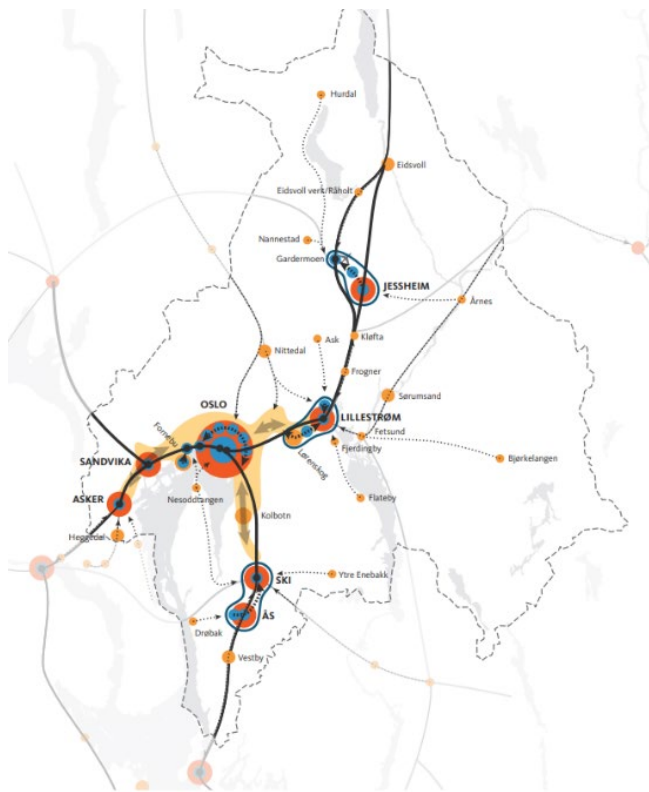 Hurdal
Eidsvoll
Eidsvoll verk/Råholt
Nannestad
Gardermoen
JESSHEIM
Årnes
Ask
Kløfta
Nittedal
Frogner
Sørumsand
OSLO
LILLESTRØM
Fornebu
Fetsund
Fjerdingby
Lørenskog
Bjørkelangen
SANDVIKA
ASKER
Nesoddtangen
Flateby
Kolbotn
Heggedal
Ytre Enebakk
SKI
ÅS
Drøbak
Vestby